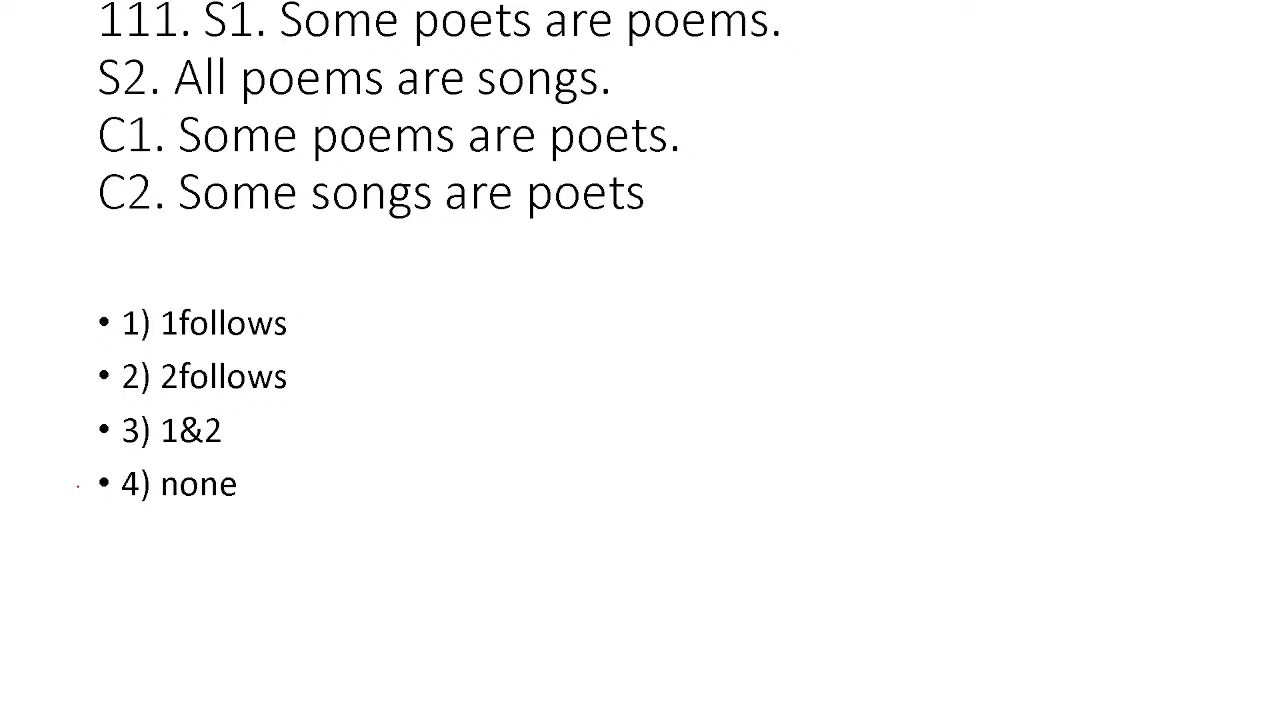 111. S1. Some poets are poems.
S2. All poems are songs.
C1. Some poems are poets.
C2. Some songs are poets
• 1) 1follows
• 2) 2follows
• 3) 1&2
• 4) none